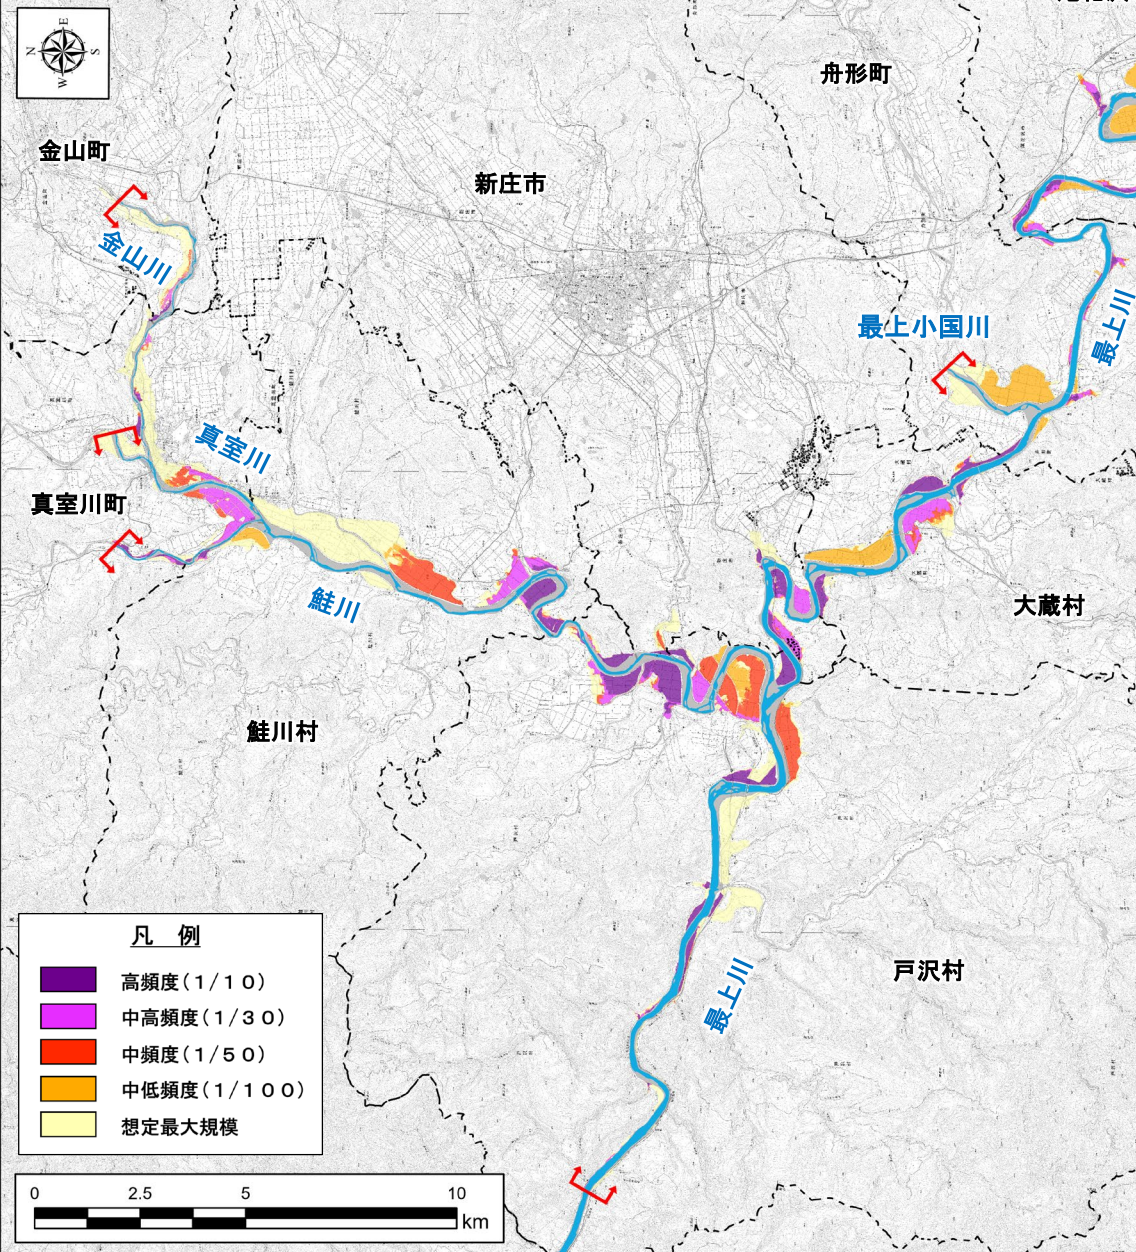 E
N
S
W
舟形町
金山町
新庄市
金山川
最上小国川
最上川
真室川
真室川町
鮭川
大蔵村
鮭川村
戸沢村
最上川
凡 例
高頻度(1/10)
中高頻度(1/30)
中頻度(1/50)
中低頻度(1/100)
想定最大規模
0 2.5 5 10
km